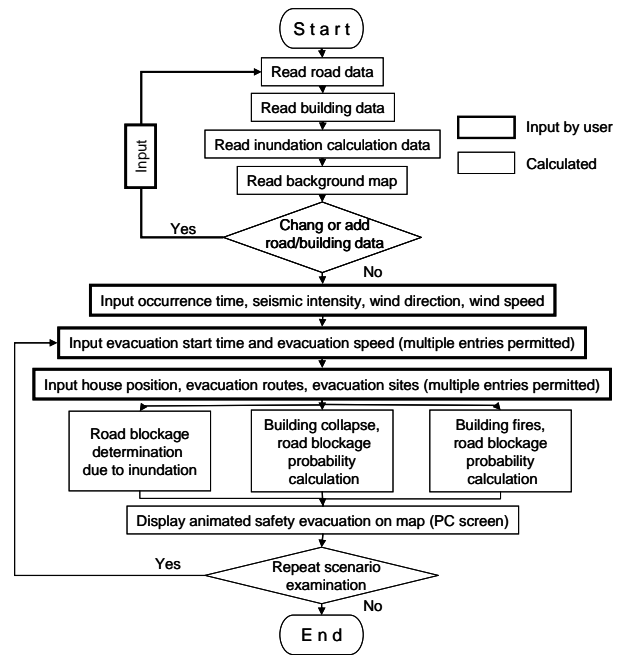 Start
Read road data
Read building data
Read inundation calculation data
Read background map
Input
Input by user
Calculated
Yes
Chang or add
road/building data
No
Input occurrence time, seismic intensity, wind direction, wind speed
Input evacuation start time and evacuation speed (multiple entries permitted)
Input house position, evacuation routes, evacuation sites (multiple entries permitted)
Road blockage
determination
due to inundation
Building collapse,
road blockage
probability
calculation
Building fires,
road blockage
probability
calculation
Display animated safety evacuation on map (PC screen)
Yes
Repeat scenario
examination
No
End